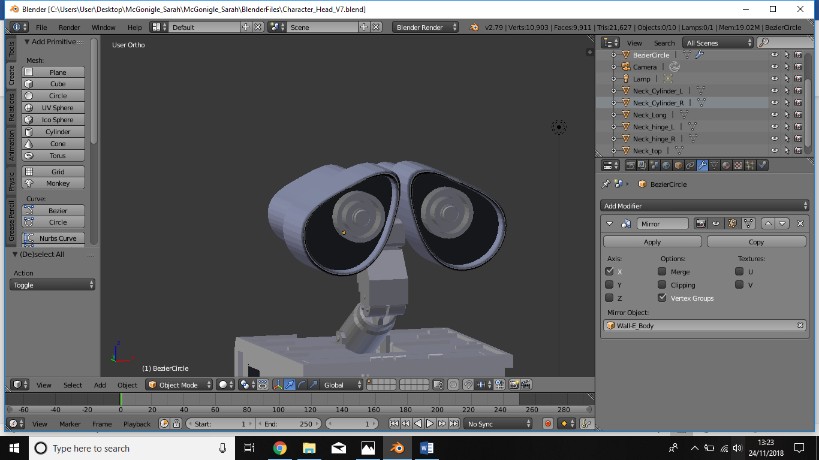 Blender [C:\Users\User\Desktop\McGonigle_Sarah\McGonigle_Sarah\BlenderFiles\Character_Head_V7.blend]
File Render Window Help Default Scene Blender Render v2.79 | Verts:10,903 | Faces:9,911 | Tris:21,627 | Objects:0/10 | Lamps:0/1 | Mem:19.02M | BezierCircle
Tools
Create
Relations
Animation
Physic
Grease Pencil
Add Primitive
Mesh:
Plane
Cube
Circle
UV Sphere
Ico Sphere
Cylinder
Cone
Torus
Grid
Monkey
Curve:
Bezier
Circle
Nurbs Curve
(De)select All
Action
Toggle
User Ortho
(1) BezierCircle
View Select Add Object Object Mode Global
View Search All Scenes
BezierCircle
Camera
Lamp
Neck_Cylinder_L
Neck_Cylinder_R
Neck_Long
Neck_hinge_L
Neck_hinge_R
Neck_top
BezierCircle
Add Modifier
Mirror
Apply Copy
Axis: Options: Textures:
X Merge U
Y Clipping V
Z Vertex Groups
Mirror Object:
Wall-E_Body
-60 -40 -20 0 20 40 60 80 100 120 140 160 180 200 220 240 260 280
View Marker Frame Playback Start: 1 End: 250 1 No Sync
Type here to search
13:23
24/11/2018